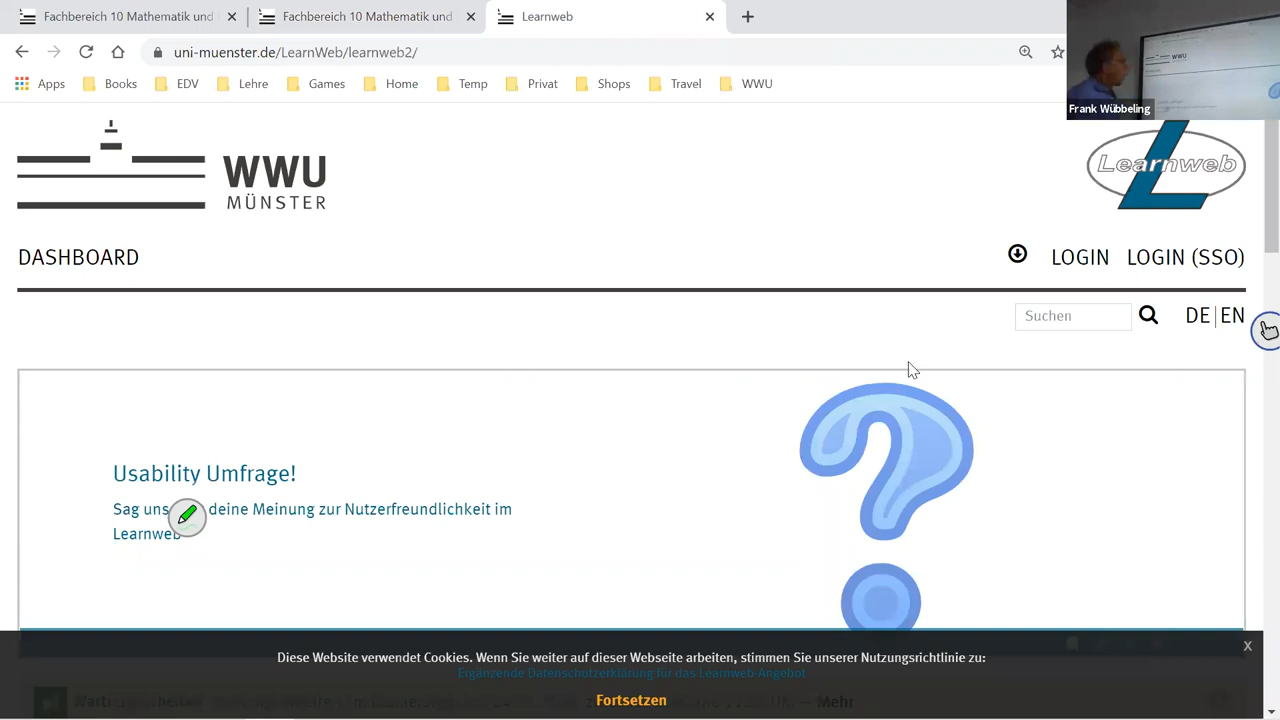 Fachbereich 10 Mathematik und
Fachbereich 10 Mathematik und
Learnweb
uni-muenster.de/LearnWeb/learnweb2/
Apps
Books
EDV
Lehre
Games
Home
Temp
Privat
Shops
Travel
WWU
Frank Wübbeling
WWU
MÜNSTER
Learnweb
DASHBOARD
LOGIN
LOGIN (SSO)
Suchen
DE | EN
Usability Umfrage!
Sag uns deine Meinung zur Nutzerfreundlichkeit im
Learnweb
Diese Website verwendet Cookies. Wenn Sie weiter auf dieser Webseite arbeiten, stimmen Sie unserer Nutzungsrichtlinie zu:
X
Ergänzende Datenschutzerklärung für das Learnweb-Angebot
Fortsetzen
Mehr